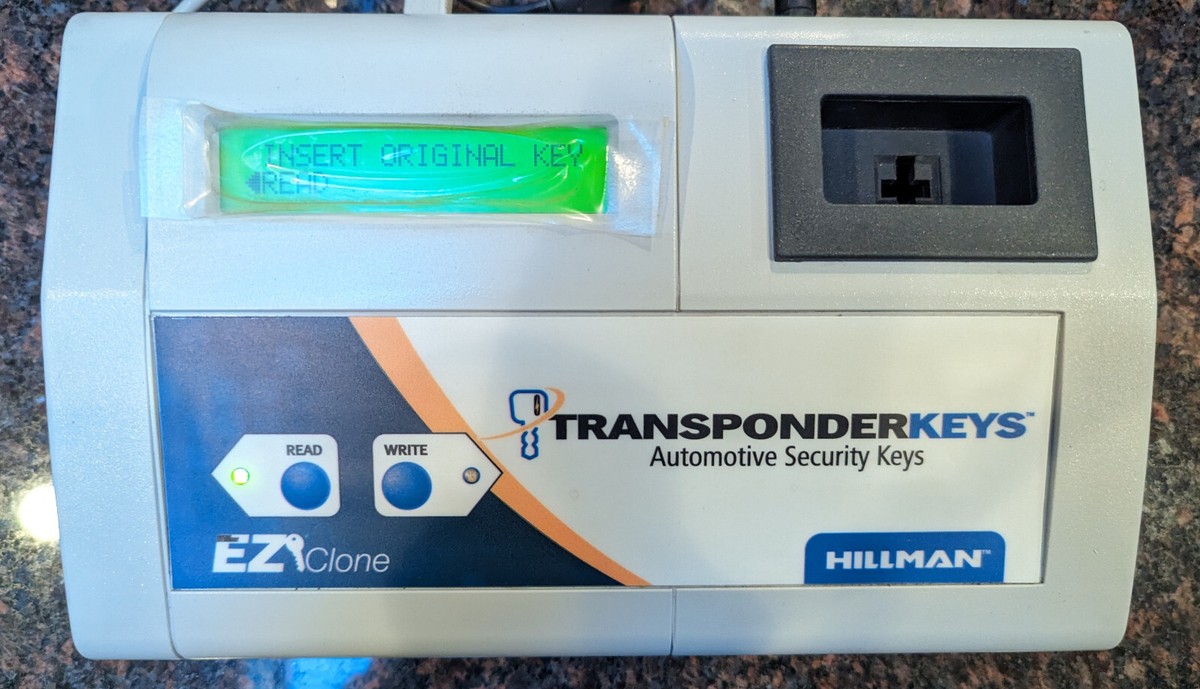 INSERT ORIGINAL KEY
READ
TRANSPONDERKEYS™
Automotive Security Keys
READ
WRITE
EZ Clone
HILLMAN™